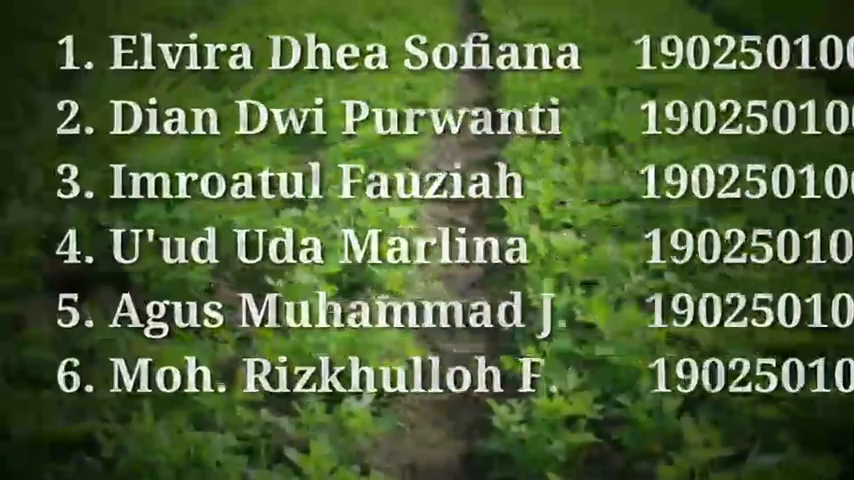 1. Elvira Dhea Sofiana 190250100
2. Dian Dwi Purwanti 19025010
3. Imroatul Fauziah 19025010
4. U'ud Uda Marlina 19025010
5. Agus Muhammad J. 19025010
6. Moh. Rizkhulloh F. 19025010